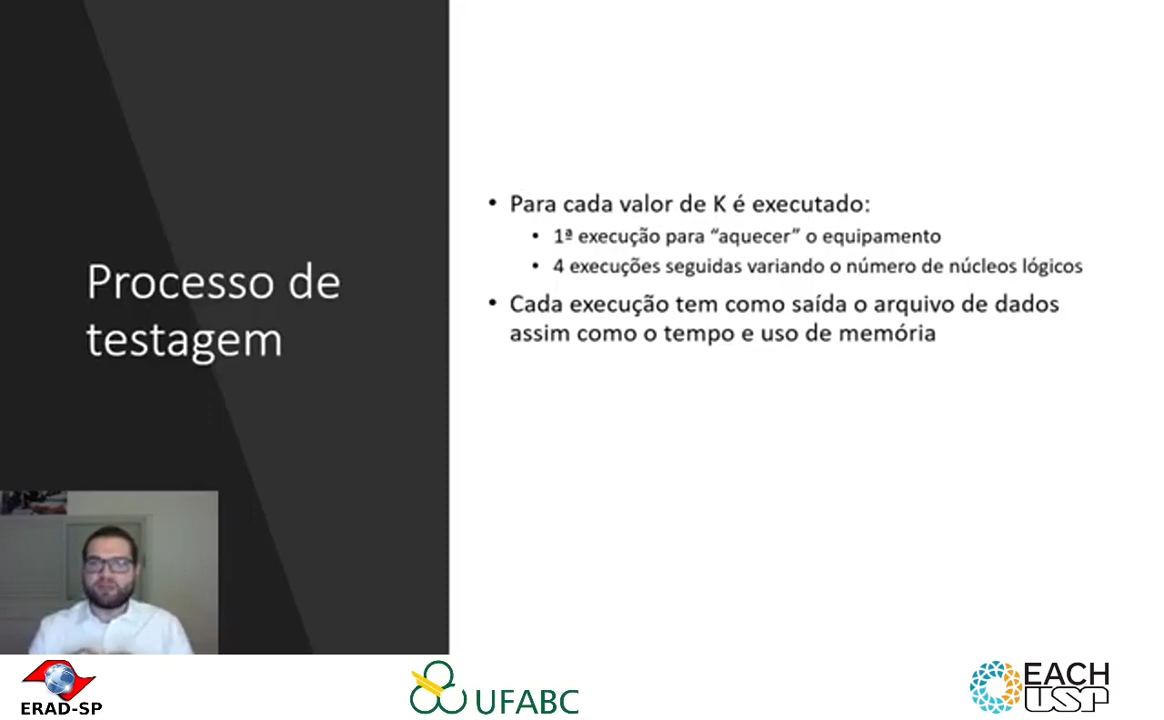 Processo de
testagem
• Para cada valor de K é executado:
• 1ª execução para “aquecer” o equipamento
• 4 execuções seguidas variando o número de núcleos lógicos
• Cada execução tem como saída o arquivo de dados
assim como o tempo e uso de memória
ERAD-SP
UFABC
EACH
USP